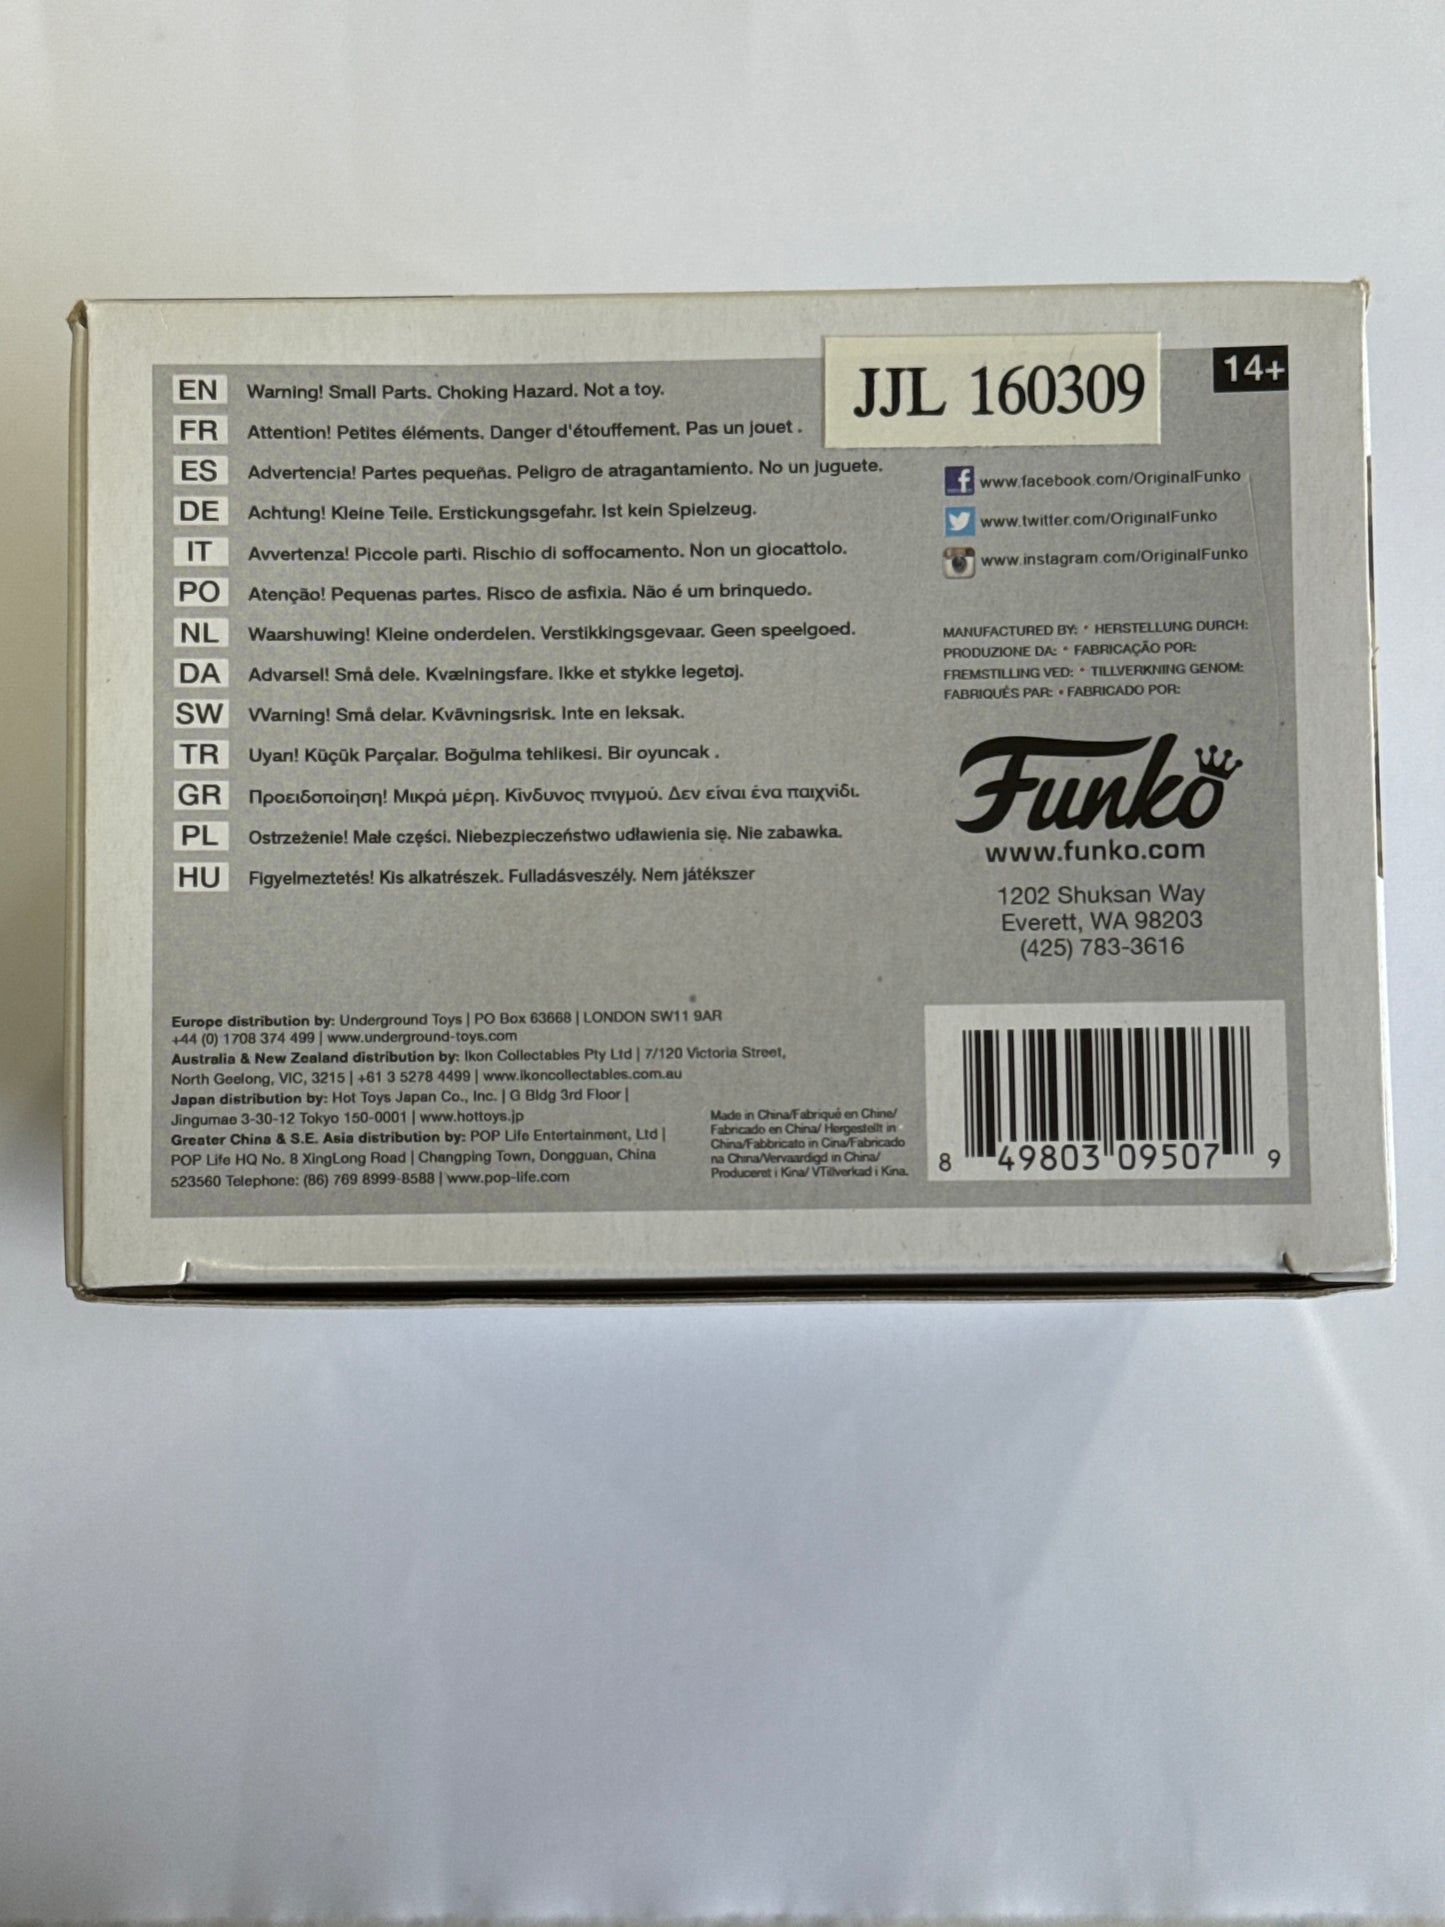 JJL 160309
14+
EN Warning! Small Parts. Choking Hazard. Not a toy.
FR Attention! Petites éléments. Danger d'étouffement. Pas un jouet .
ES Advertencia! Partes pequeñas. Peligro de atragantamiento. No un juguete.
DE Achtung! Kleine Teile. Erstickungsgefahr. Ist kein Spielzeug.
IT Avvertenza! Piccole parti. Rischio di soffocamento. Non un giocattolo.
PO Atenção! Pequenas partes. Risco de asfixia. Não é um brinquedo.
NL Waarshuwing! Kleine onderdelen. Verstikkingsgevaar. Geen speelgoed.
DA Advarsel! Små dele. Kvælningsfare. Ikke et stykke legetøj.
SW Warning! Små delar. Kvävningsrisk. Inte en leksak.
TR Uyan! Küçük Parçalar. Boğulma tehlikesi. Bir oyuncak .
GR Προειδοποίηση! Μικρά μέρη. Κίνδυνος πνιγμού. Δεν είναι ένα παιχνίδι.
PL Ostrzeżenie! Małe części. Niebezpieczeństwo udławienia się. Nie zabawka.
HU Figyelmeztetés! Kis alkatrészek. Fulladásveszély. Nem játékszer
www.facebook.com/OriginalFunko
www.twitter.com/OriginalFunko
www.instagram.com/OriginalFunko
MANUFACTURED BY: • HERSTELLUNG DURCH:
PRODUZIONE DA: • FABRICAÇÃO POR:
FREMSTILLING VED: • TILLVERKNING GENOM:
FABRIQUÉS PAR: • FABRICADO POR:
Funko
www.funko.com
1202 Shuksan Way
Everett, WA 98203
(425) 783-3616
Europe distribution by: Underground Toys | PO Box 63668 | LONDON SW11 9AR
+44 (0) 1708 374 499 | www.underground-toys.com
Australia & New Zealand distribution by: Ikon Collectables Pty Ltd | 7/120 Victoria Street,
North Geelong, VIC, 3215 | +61 3 5278 4499 | www.ikoncollectables.com.au
Japan distribution by: Hot Toys Japan Co., Inc. | G Bldg 3rd Floor |
Jingumae 3-30-12 Tokyo 150-0001 | www.hottoys.jp
Greater China & S.E. Asia distribution by: POP Life Entertainment, Ltd |
POP Life HQ No. 8 XingLong Road | Changping Town, Dongguan, China
523560 Telephone: (86) 769 8999-8588 | www.pop-life.com
Made in China/Fabriqué en Chine/
Fabricado en China/ Hergestellt in
China/Fabbricato in Cina/Fabricado
na China/Vervaardigd in China/
Produceret i Kina/ VTillverkad i Kina.
8 49803 09507 9